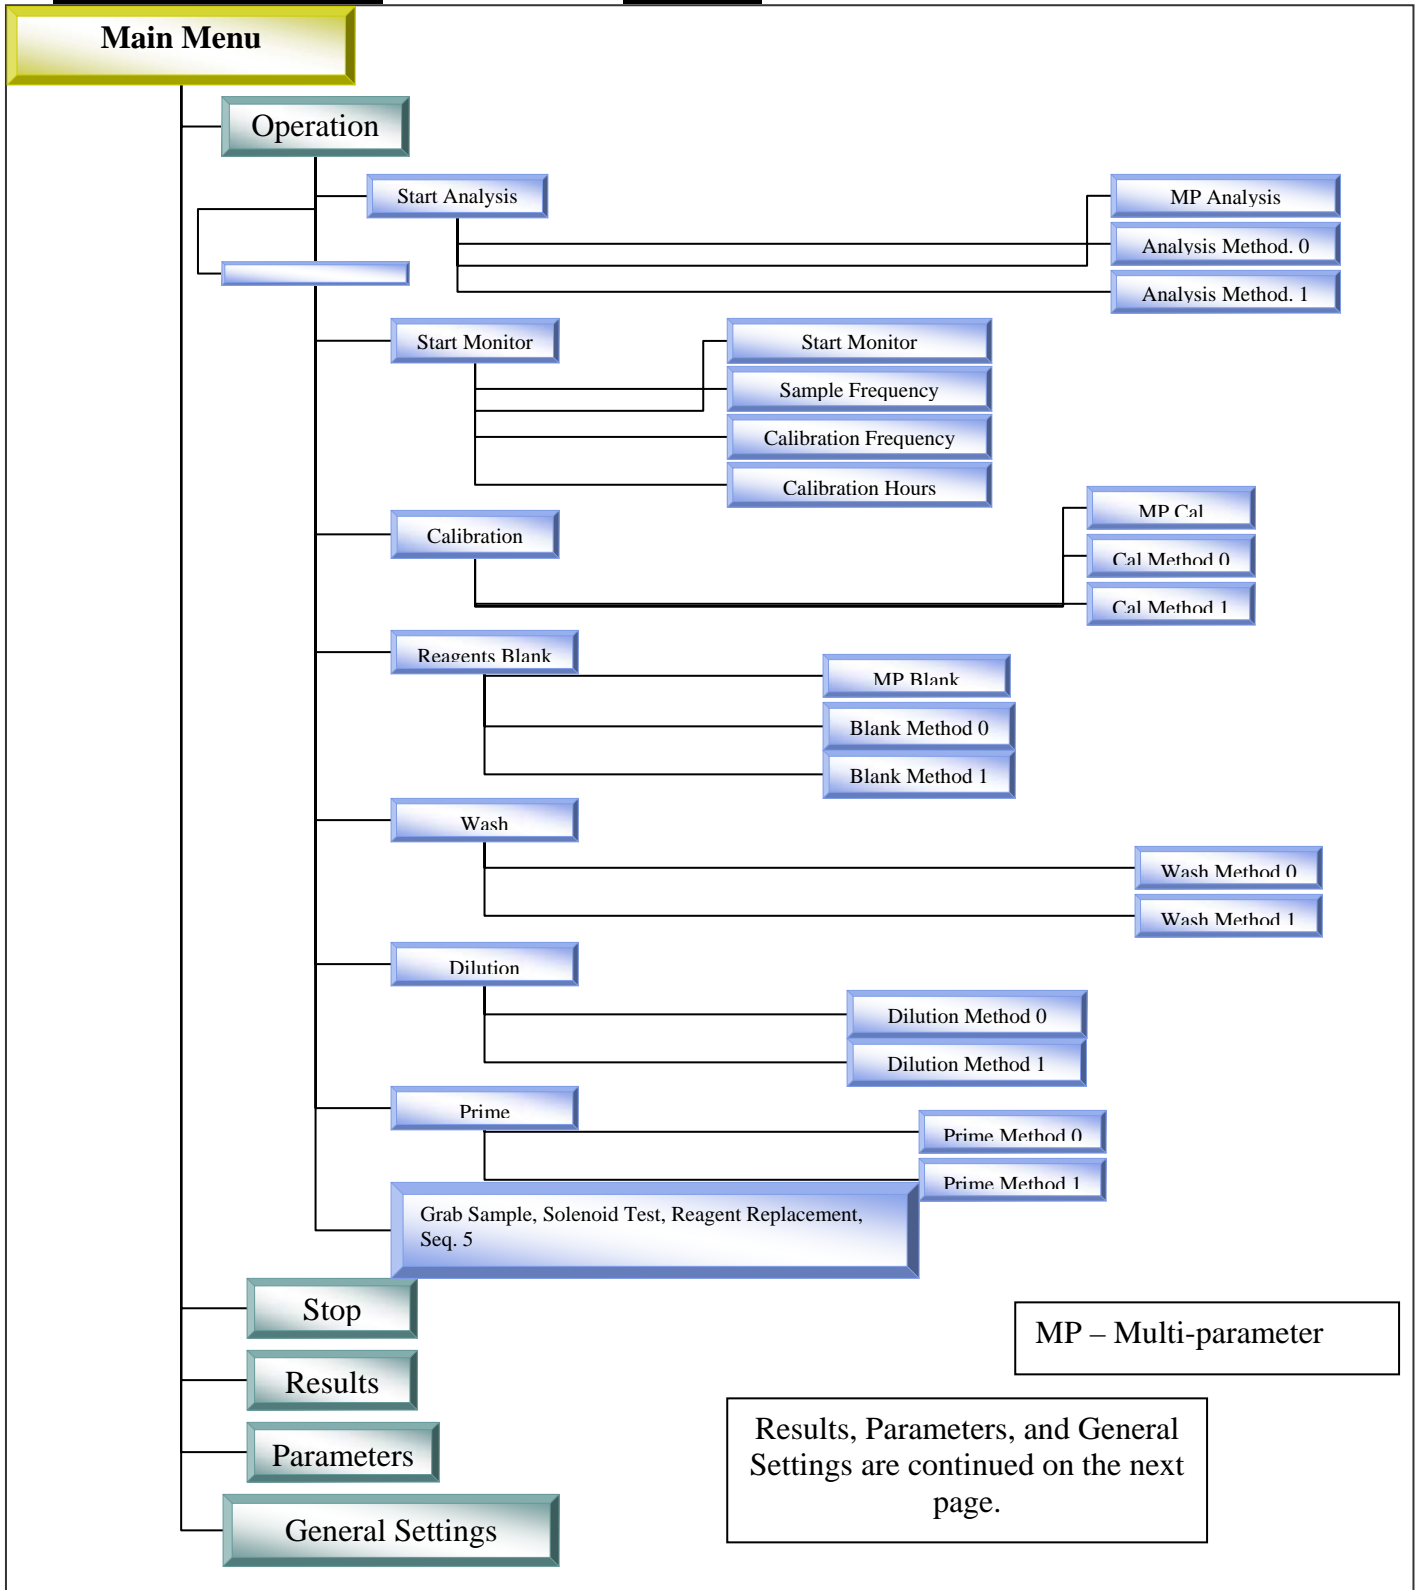 Main Menu
Operation
Start Analysis
MP Analysis
Analysis Method. 0
Analysis Method. 1
Start Monitor
Start Monitor
Sample Frequency
Calibration Frequency
Calibration Hours
Calibration
MP Cal
Cal Method 0
Cal Method 1
Reagents Blank
MP Blank
Blank Method 0
Blank Method 1
Wash
Wash Method 0
Wash Method 1
Dilution
Dilution Method 0
Dilution Method 1
Prime
Prime Method 0
Prime Method 1
Grab Sample, Solenoid Test, Reagent Replacement,
Seq. 5
Stop
Results
Parameters
General Settings
MP – Multi-parameter
Results, Parameters, and General
Settings are continued on the next
page.